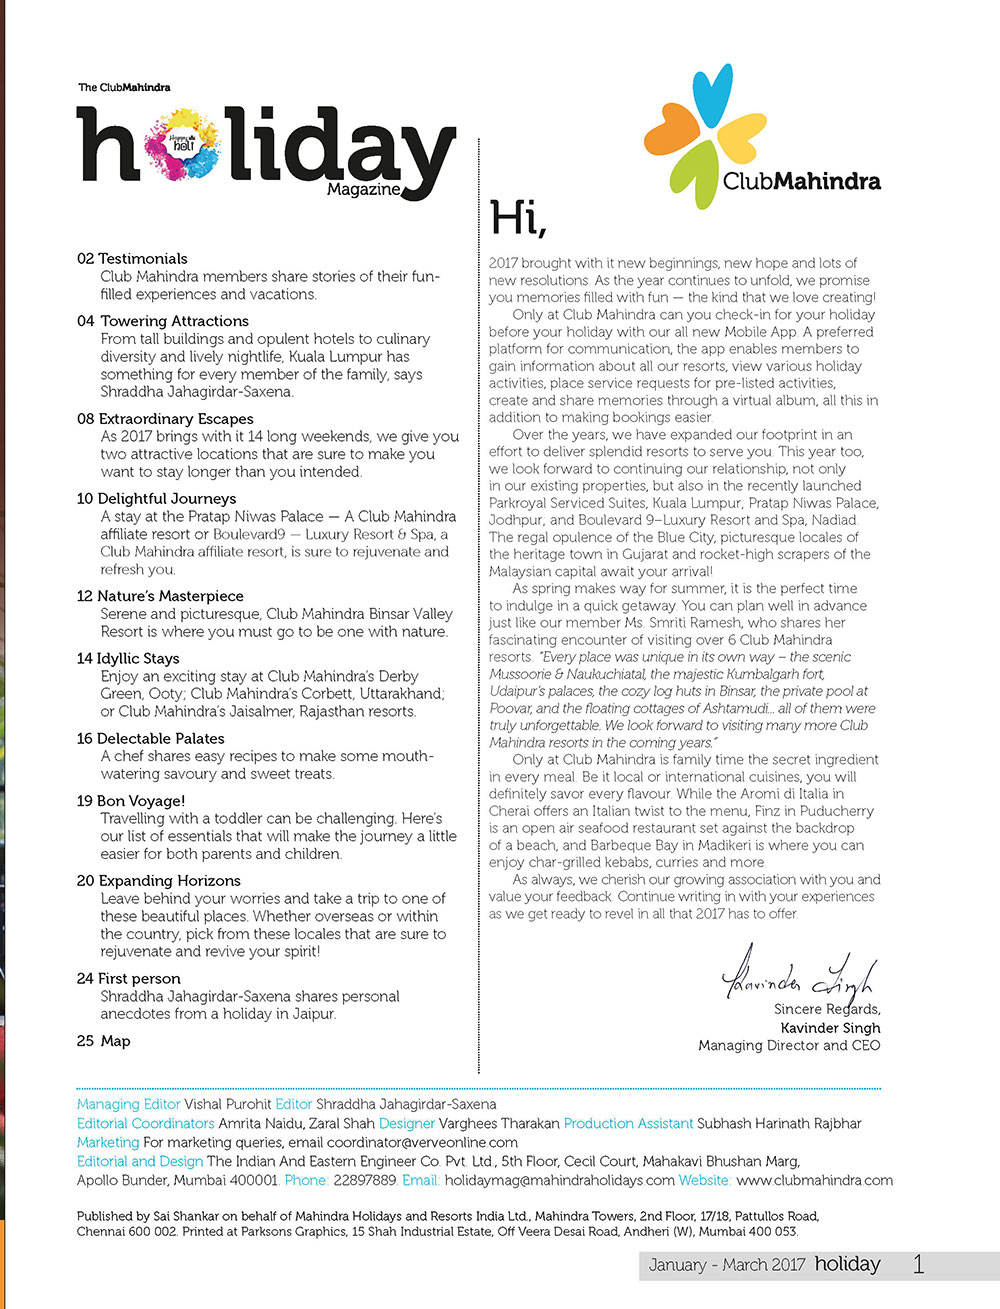 The ClubMahindra
holiday
Happy
holi
Magazine
02 Testimonials
Club Mahindra members share stories of their fun-
filled experiences and vacations.
04 Towering Attractions
From tall buildings and opulent hotels to culinary
diversity and lively nightlife, Kuala Lumpur has
something for every member of the family, says
Shraddha Jahagirdar-Saxena.
08 Extraordinary Escapes
As 2017 brings with it 14 long weekends, we give you
two attractive locations that are sure to make you
want to stay longer than you intended.
10 Delightful Journeys
A stay at the Pratap Niwas Palace — A Club Mahindra
affiliate resort or Boulevard9 — Luxury Resort & Spa, a
Club Mahindra affiliate resort, is sure to rejuvenate and
refresh you.
12 Nature's Masterpiece
Serene and picturesque, Club Mahindra Binsar Valley
Resort is where you must go to be one with nature.
14 Idyllic Stays
Enjoy an exciting stay at Club Mahindra's Derby
Green, Ooty; Club Mahindra's Corbett, Uttarakhand;
or Club Mahindra's Jaisalmer, Rajasthan resorts.
16 Delectable Palates
A chef shares easy recipes to make some mouth-
watering savoury and sweet treats.
19 Bon Voyage!
Travelling with a toddler can be challenging. Here's
our list of essentials that will make the journey a little
easier for both parents and children.
20 Expanding Horizons
Leave behind your worries and take a trip to one of
these beautiful places. Whether overseas or within
the country, pick from these locales that are sure to
rejuvenate and revive your spirit!
24 First person
Shraddha Jahagirdar-Saxena shares personal
anecdotes from a holiday in Jaipur.
25 Map
ClubMahindra
Hi,
2017 brought with it new beginnings, new hope and lots of
new resolutions. As the year continues to unfold, we promise
you memories filled with fun — the kind that we love creating!
Only at Club Mahindra can you check-in for your holiday
before your holiday with our all new Mobile App. A preferred
platform for communication, the app enables members to
gain information about all our resorts, view various holiday
activities, place service requests for pre-listed activities,
create and share memories through a virtual album, all this in
addition to making bookings easier.
Over the years, we have expanded our footprint in an
effort to deliver splendid resorts to serve you. This year too,
we look forward to continuing our relationship, not only
in our existing properties, but also in the recently launched
Parkroyal Serviced Suites, Kuala Lumpur; Pratap Niwas Palace,
Jodhpur, and Boulevard 9–Luxury Resort and Spa, Nadiad.
The regal opulence of the Blue City, picturesque locales of
the heritage town in Gujarat and rocket-high scrapers of the
Malaysian capital await your arrival!
As spring makes way for summer, it is the perfect time
to indulge in a quick getaway. You can plan well in advance
just like our member Ms. Smriti Ramesh, who shares her
fascinating encounter of visiting over 6 Club Mahindra
resorts. "Every place was unique in its own way – the scenic
Mussoorie & Naukuchiatal, the majestic Kumbalgarh fort,
Udaipur's palaces, the cozy log huts in Binsar, the private pool at
Poovar, and the floating cottages of Ashtamudi... all of them were
truly unforgettable. We look forward to visiting many more Club
Mahindra resorts in the coming years."
Only at Club Mahindra is family time the secret ingredient
in every meal. Be it local or international cuisines, you will
definitely savor every flavour. While the Aromi di Italia in
Cherai offers an Italian twist to the menu, Finz in Puducherry
is an open air seafood restaurant set against the backdrop
of a beach, and Barbeque Bay in Madikeri is where you can
enjoy char-grilled kebabs, curries and more.
As always, we cherish our growing association with you and
value your feedback. Continue writing in with your experiences
as we get ready to revel in all that 2017 has to offer.
Kavinder Singh
Sincere Regards,
Kavinder Singh
Managing Director and CEO
Managing Editor Vishal Purohit Editor Shraddha Jahagirdar-Saxena
Editorial Coordinators Amrita Naidu, Zaral Shah Designer Varghees Tharakan Production Assistant Subhash Harinath Rajbhar
Marketing For marketing queries, email coordinator@verveonline.com
Editorial and Design The Indian And Eastern Engineer Co. Pvt. Ltd., 5th Floor, Cecil Court, Mahakavi Bhushan Marg,
Apollo Bunder, Mumbai 400001. Phone: 22897889. Email: holidaymag@mahindraholidays.com Website: www.clubmahindra.com
Published by Sai Shankar on behalf of Mahindra Holidays and Resorts India Ltd., Mahindra Towers, 2nd Floor, 17/18, Pattullos Road,
Chennai 600 002. Printed at Parksons Graphics, 15 Shah Industrial Estate, Off Veera Desai Road, Andheri (W), Mumbai 400 053.
January - March 2017 holiday 1